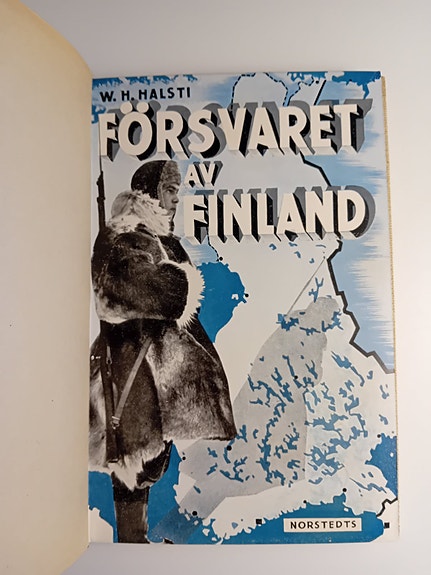 W. H. HALSTI
FÖRSVARET
AV
FINLAND
NORSTEDTS